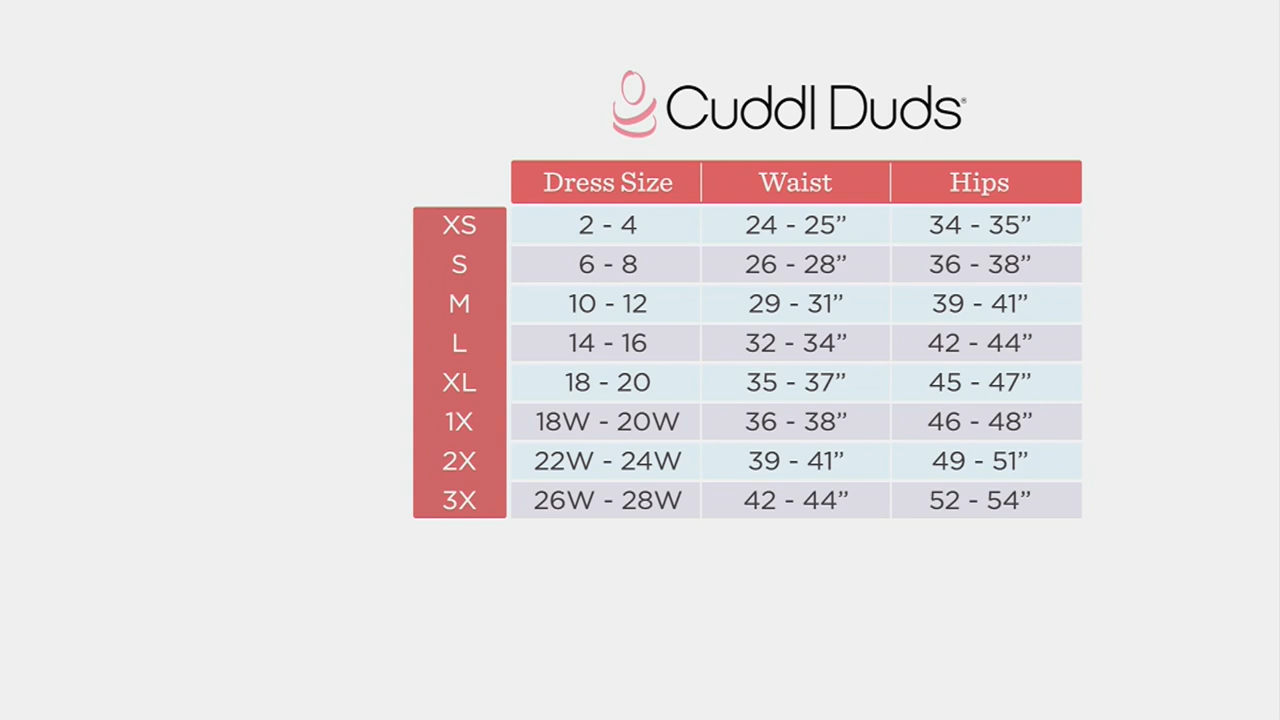 Cuddl Duds®
Dress Size Waist Hips
XS 2 - 4 24 - 25” 34 - 35”
S 6 - 8 26 - 28” 36 - 38”
M 10 - 12 29 - 31” 39 - 41”
L 14 - 16 32 - 34” 42 - 44”
XL 18 - 20 35 - 37” 45 - 47”
1X 18W - 20W 36 - 38” 46 - 48”
2X 22W - 24W 39 - 41” 49 - 51”
3X 26W - 28W 42 - 44” 52 - 54”